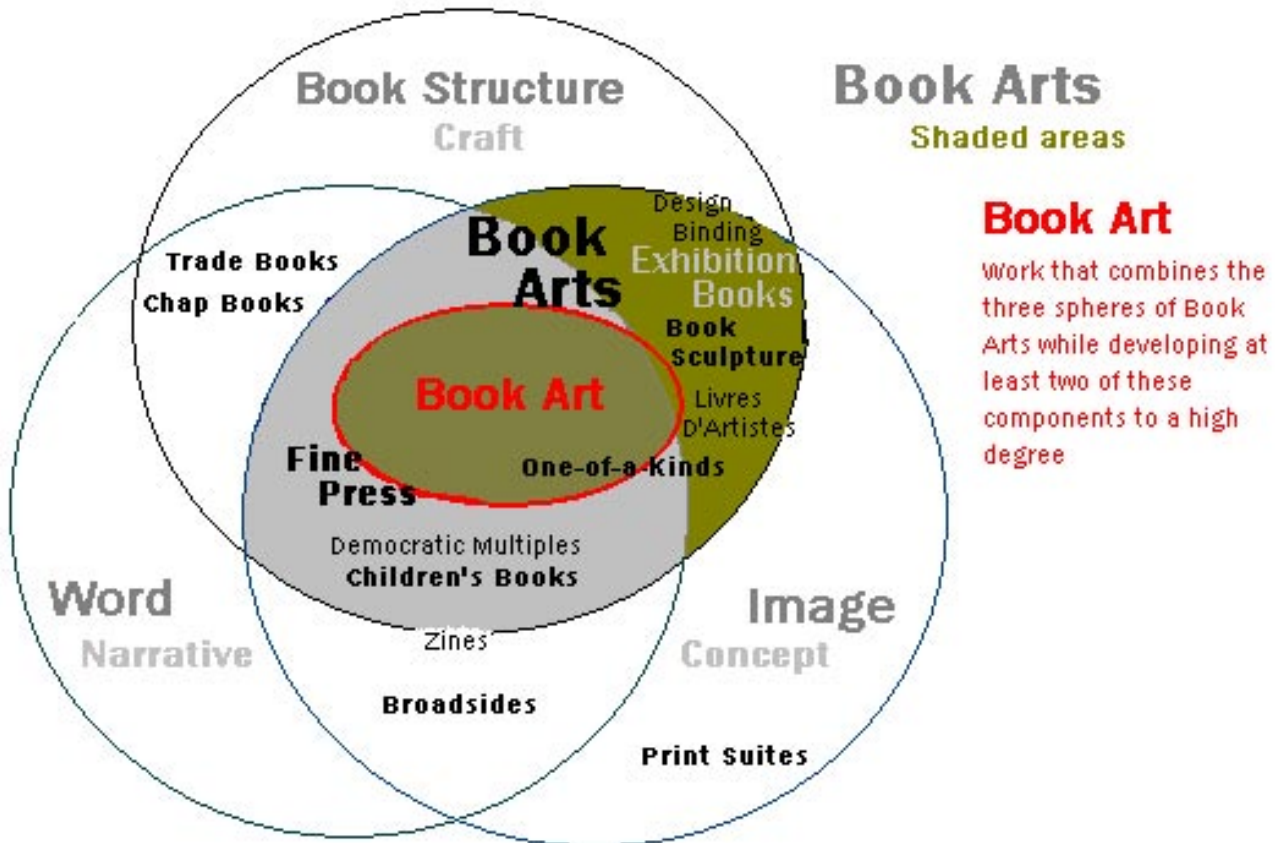 Book Structure
Craft
Book Arts
Shaded areas
Book Art
Work that combines the
three spheres of Book
Arts while developing at
least two of these
components to a high
degree
Trade Books
Chap Books
Book
Arts
Design
Binding
Exhibition
Books
Book
Sculpture
Livres
D'Artistes
Book Art
One-of-a-kinds
Fine
Press
Democratic Multiples
Children's Books
Word
Narrative
Image
Concept
Zines
Broadsides
Print Suites